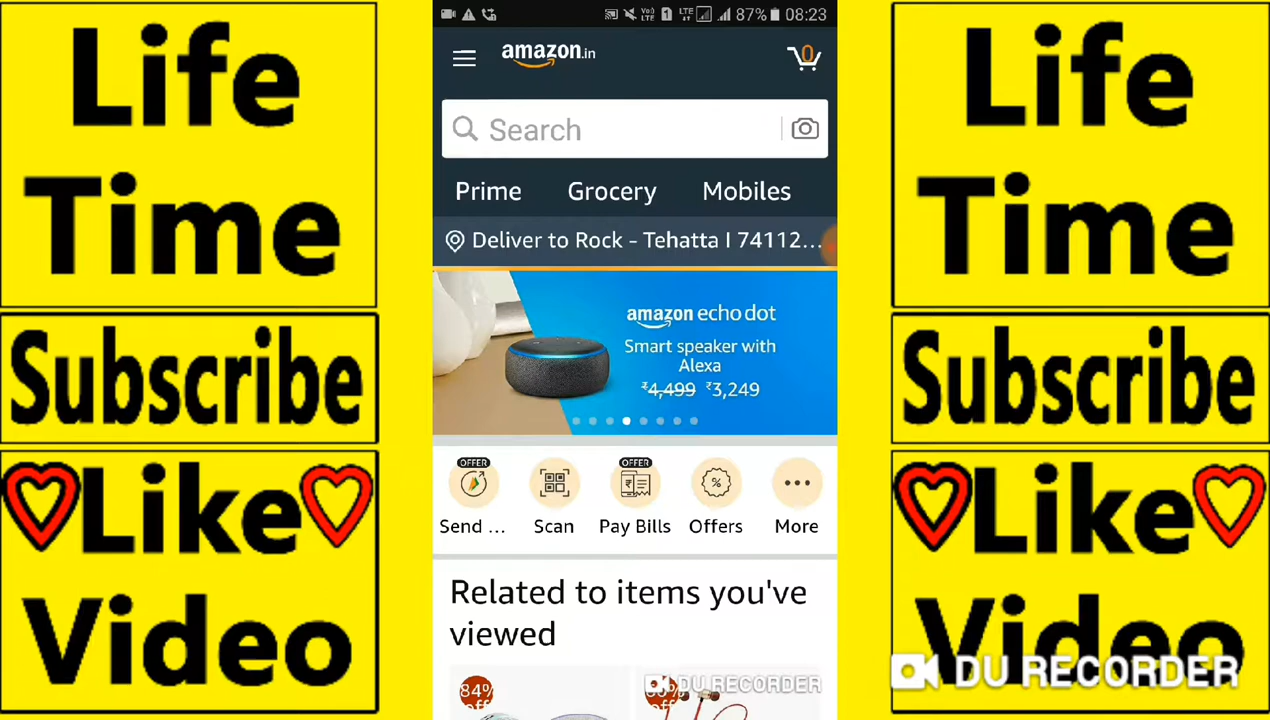 Life
Time
Subscribe
Like
Video
87% 08:23
amazon.in
0
Search
Prime Grocery Mobiles
Deliver to Rock - Tehatta I 74112...
amazon echo dot
Smart speaker with
Alexa
₹4,499 ₹3,249
OFFER
OFFER
Send ...
Scan
Pay Bills
Offers
More
Related to items you've
viewed
84%
off
DU RECORDER
Life
Time
Subscribe
Like
Video
DU RECORDER